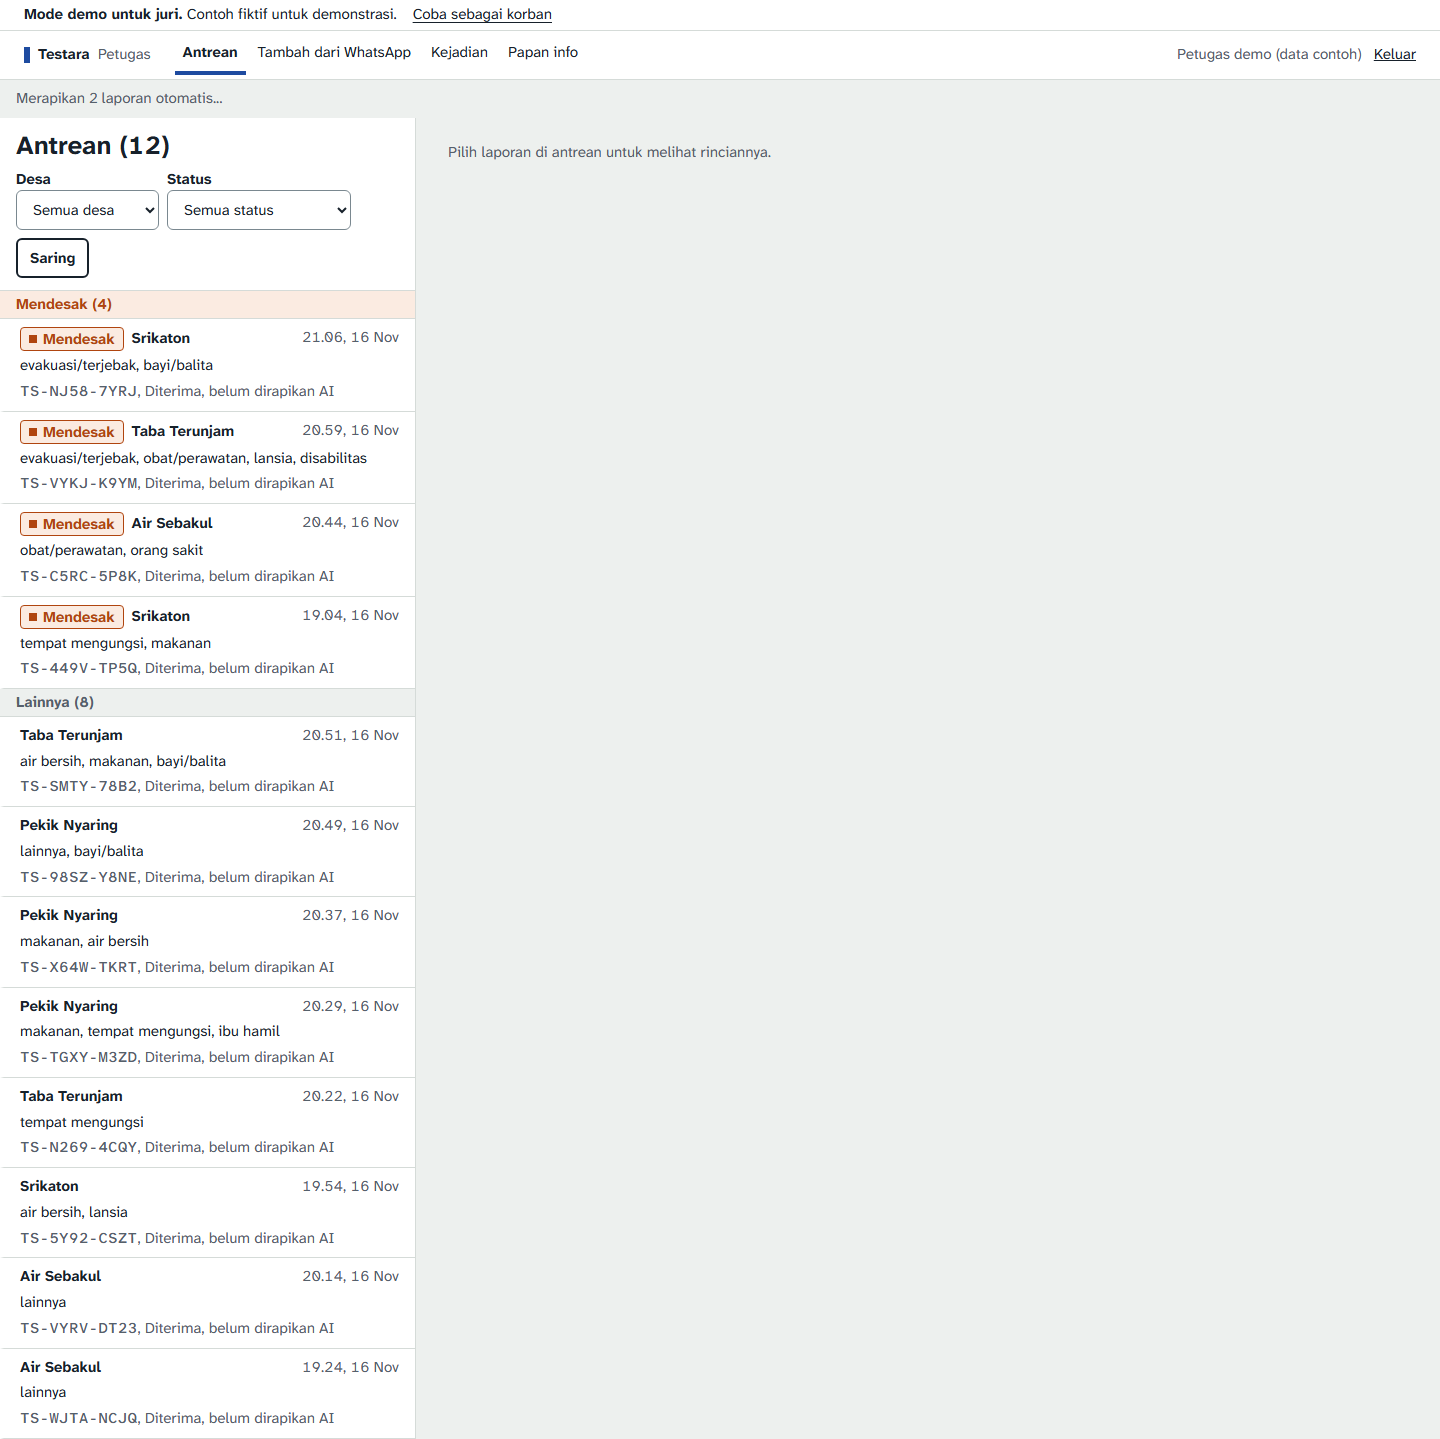 Mode demo untuk juri. Contoh fiktif untuk demonstrasi. Coba sebagai korban
Testara Petugas Antrean Tambah dari WhatsApp Kejadian Papan info Petugas demo (data contoh) Keluar
Merapikan 2 laporan otomatis...
Antrean (12)
Desa Status
Semua desa Semua status
Saring
Pilih laporan di antrean untuk melihat rinciannya.
Mendesak (4)
Mendesak Srikaton 21.06, 16 Nov
evakuasi/terjebak, bayi/balita
TS-NJ58-7YRJ, Diterima, belum dirapikan AI
Mendesak Taba Terunjam 20.59, 16 Nov
evakuasi/terjebak, obat/perawatan, lansia, disabilitas
TS-VYKJ-K9YM, Diterima, belum dirapikan AI
Mendesak Air Sebakul 20.44, 16 Nov
obat/perawatan, orang sakit
TS-C5RC-5P8K, Diterima, belum dirapikan AI
Mendesak Srikaton 19.04, 16 Nov
tempat mengungsi, makanan
TS-449V-TP5Q, Diterima, belum dirapikan AI
Lainnya (8)
Taba Terunjam 20.51, 16 Nov
air bersih, makanan, bayi/balita
TS-SMTY-78B2, Diterima, belum dirapikan AI
Pekik Nyaring 20.49, 16 Nov
lainnya, bayi/balita
TS-98SZ-Y8NE, Diterima, belum dirapikan AI
Pekik Nyaring 20.37, 16 Nov
makanan, air bersih
TS-X64W-TKRT, Diterima, belum dirapikan AI
Pekik Nyaring 20.29, 16 Nov
makanan, tempat mengungsi, ibu hamil
TS-TGXY-M3ZD, Diterima, belum dirapikan AI
Taba Terunjam 20.22, 16 Nov
tempat mengungsi
TS-N269-4CQY, Diterima, belum dirapikan AI
Srikaton 19.54, 16 Nov
air bersih, lansia
TS-5Y92-CSZT, Diterima, belum dirapikan AI
Air Sebakul 20.14, 16 Nov
lainnya
TS-VYRV-DT23, Diterima, belum dirapikan AI
Air Sebakul 19.24, 16 Nov
lainnya
TS-WJTA-NCJQ, Diterima, belum dirapikan AI